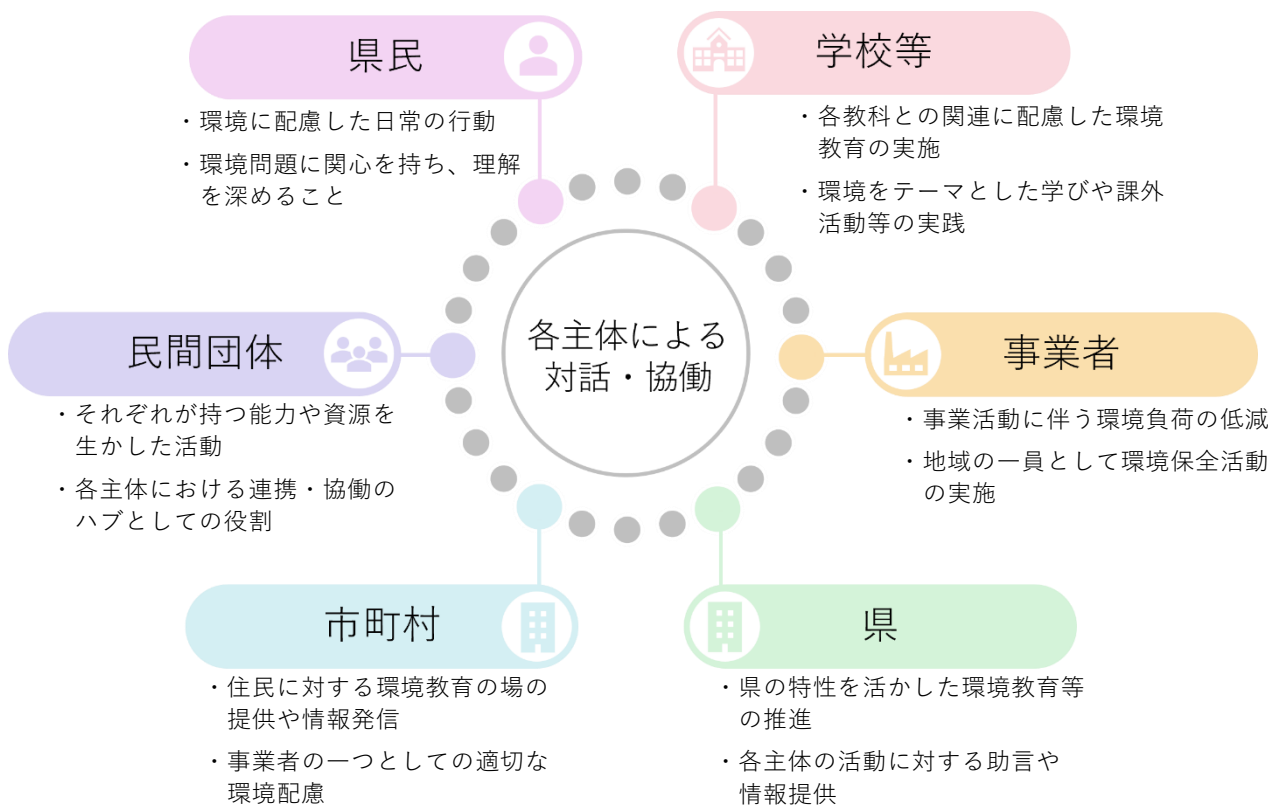 県民
・環境に配慮した日常の行動
・環境問題に関心を持ち、理解
を深めること
学校等
・各教科との関連に配慮した環境
教育の実施
・環境をテーマとした学びや課外
活動等の実践
各主体による
対話・協働
民間団体
・それぞれが持つ能力や資源を
生かした活動
・各主体における連携・協働の
ハブとしての役割
事業者
・事業活動に伴う環境負荷の低減
・地域の一員として環境保全活動
の実施
市町村
・住民に対する環境教育の場の
提供や情報発信
・事業者の一つとしての適切な
環境配慮
県
・県の特性を活かした環境教育等
の推進
・各主体の活動に対する助言や
情報提供